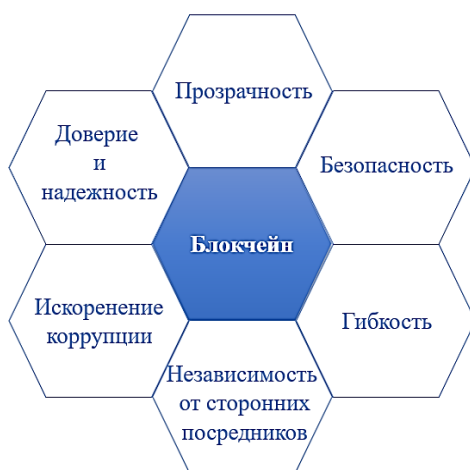 Прозрачность
Доверие
и
надежность
Безопасность
Блокчейн
Искоренение
коррупции
Гибкость
Независимость
от сторонних
посредников